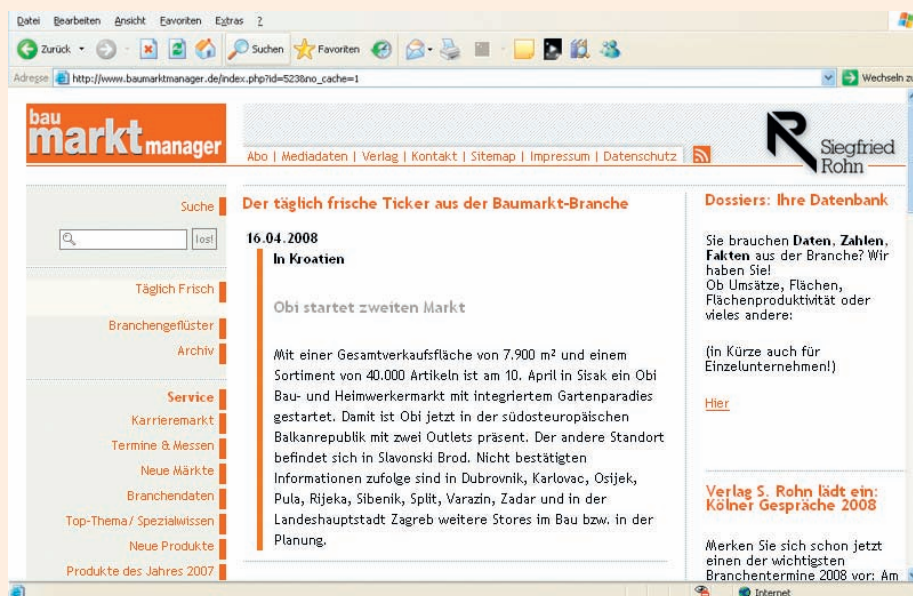 Datei Bearbeiten Ansicht Favoriten Extras ?
Zurück Suchen Favoriten
Adresse http://www.baumarktmanager.de/index.php?id=523&no_cache=1 Wechseln zu
bau
markt manager
Abo | Mediadaten | Verlag | Kontakt | Sitemap | Impressum | Datenschutz
Siegfried
Rohn
Suche
los!
Täglich Frisch
Branchengeflüster
Archiv
Service
Karrieremarkt
Termine & Messen
Neue Märkte
Branchendaten
Top-Thema/ Spezialwissen
Neue Produkte
Produkte des Jahres 2007
Der täglich frische Ticker aus der Baumarkt-Branche
16.04.2008
In Kroatien
Obi startet zweiten Markt
Mit einer Gesamtverkaufsfläche von 7.900 m² und einem
Sortiment von 40.000 Artikeln ist am 10. April in Sisak ein Obi
Bau- und Heimwerkermarkt mit integriertem Gartenparadies
gestartet. Damit ist Obi jetzt in der südosteuropäischen
Balkanrepublik mit zwei Outlets präsent. Der andere Standort
befindet sich in Slavonski Brod. Nicht bestätigten
Informationen zufolge sind in Dubrovnik, Karlovac, Osijek,
Pula, Rijeka, Sibenik, Split, Varazin, Zadar und in der
Landeshauptstadt Zagreb weitere Stores im Bau bzw. in der
Planung.
Dossiers: Ihre Datenbank
Sie brauchen Daten, Zahlen,
Fakten aus der Branche? Wir
haben Sie!
Ob Umsätze, Flächen,
Flächenproduktivität oder
vieles andere:
(in Kürze auch für
Einzelunternehmen!)
Hier
Verlag S. Rohn lädt ein:
Kölner Gespräche 2008
Merken Sie sich schon jetzt
einen der wichtigsten
Branchentermine 2008 vor: Am
Internet